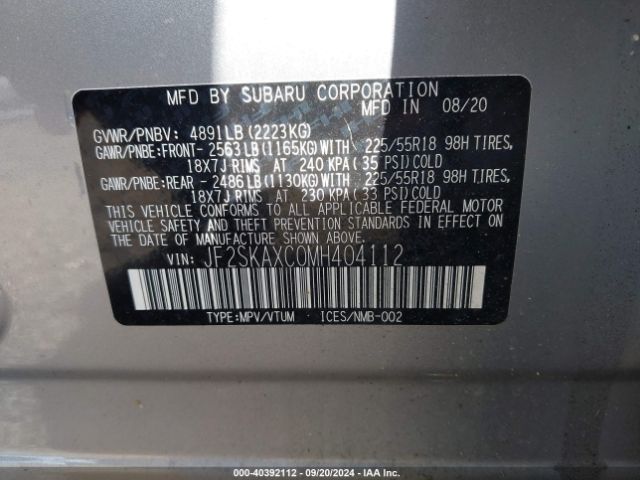 MFD BY SUBARU CORPORATION
MFD IN 08/20
GVWR/PNBV: 4891LB(2223KG)
GAWR/PNBE:FRONT- 2563LB(1165KG)WITH 225/55R18 98H TIRES,
18X7J RIMS AT 240 KPA(35 PSI)COLD
GAWR/PNBE:REAR - 2486LB(1130KG)WITH 225/55R18 98H TIRES,
18X7J RIMS AT 230 KPA(33 PSI)COLD
THIS VEHICLE CONFORMS TO ALL APPLICABLE FEDERAL MOTOR
VEHICLE SAFETY AND THEFT PREVENTION STANDARDS IN EFFECT
ON THE DATE OF MANUFACTURE SHOWN ABOVE.
VIN: JF2SKAXC0MH404112
TYPE:MPV/VTUM ICES/NMB-002
000-40392112 - 09/20/2024 - IAAI.COM